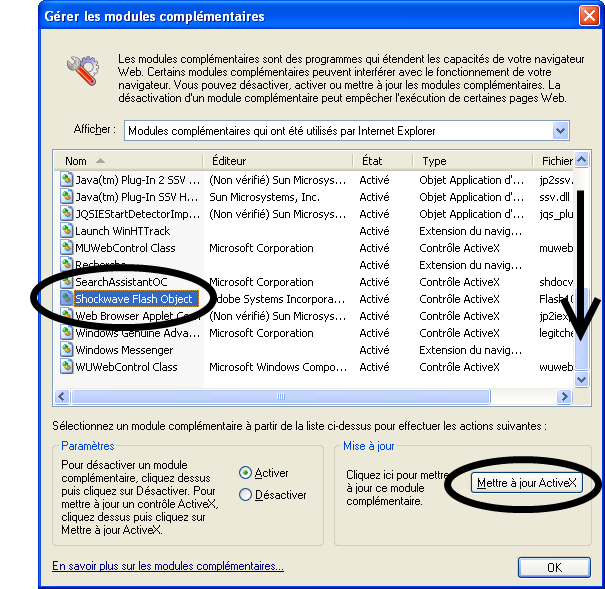 Gérer les modules complémentaires
Les modules complémentaires sont des programmes qui étendent les capacités de votre navigateur
Web. Certains modules complémentaires peuvent interférer avec le fonctionnement de votre
navigateur. Vous pouvez désactiver, activer ou mettre à jour les modules complémentaires. La
désactivation d'un module complémentaire peut empêcher l'exécution de certaines pages Web.
Afficher : Modules complémentaires qui ont été utilisés par Internet Explorer
Nom Éditeur État Type Fichier
Java(tm) Plug-In 2 SSV ... (Non vérifié) Sun Microsys... Activé Objet Application d'... jp2ssv.
Java(tm) Plug-In SSV H... Sun Microsystems, Inc. Activé Objet Application d'... ssv.dll
JQSIEStartDetectorImp... (Non vérifié) Sun Microsys... Activé Objet Application d'... jqs_plu
Launch WinHTTrack Activé Extension du navig...
MUWebControl Class Microsoft Corporation Activé Contrôle ActiveX muweb
Recherche Activé Extension du navig...
SearchAssistantOC Microsoft Corporation Activé Contrôle ActiveX shdocv
Shockwave Flash Object Adobe Systems Incorpora... Activé Contrôle ActiveX Flash10
Web Browser Applet Co... (Non vérifié) Sun Microsys... Activé Contrôle ActiveX jp2iexp
Windows Genuine Adva... Microsoft Corporation Activé Contrôle ActiveX legitche
Windows Messenger Activé Extension du navig...
WUWebControl Class Microsoft Windows Compo... Activé Contrôle ActiveX wuweb
Sélectionnez un module complémentaire à partir de la liste ci-dessus pour effectuer les actions suivantes :
Paramètres
Pour désactiver un module
complémentaire, cliquez dessus
puis cliquez sur Désactiver. Pour
mettre à jour un contrôle ActiveX,
cliquez dessus puis cliquez sur
Mettre à jour ActiveX.
Activer
Désactiver
Mise à jour
Cliquez ici pour mettre
à jour ce module
complémentaire.
Mettre à jour ActiveX
En savoir plus sur les modules complémentaires...
OK